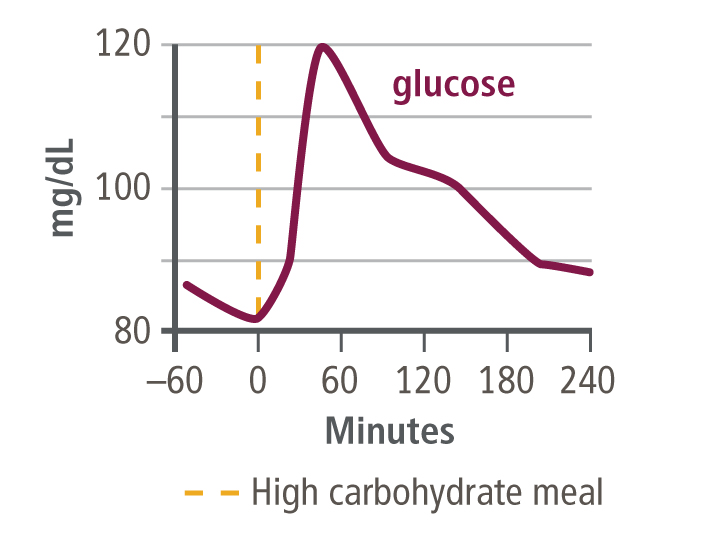 120
glucose
mg/dL
100
80
–60 0 60 120 180 240
Minutes
High carbohydrate meal